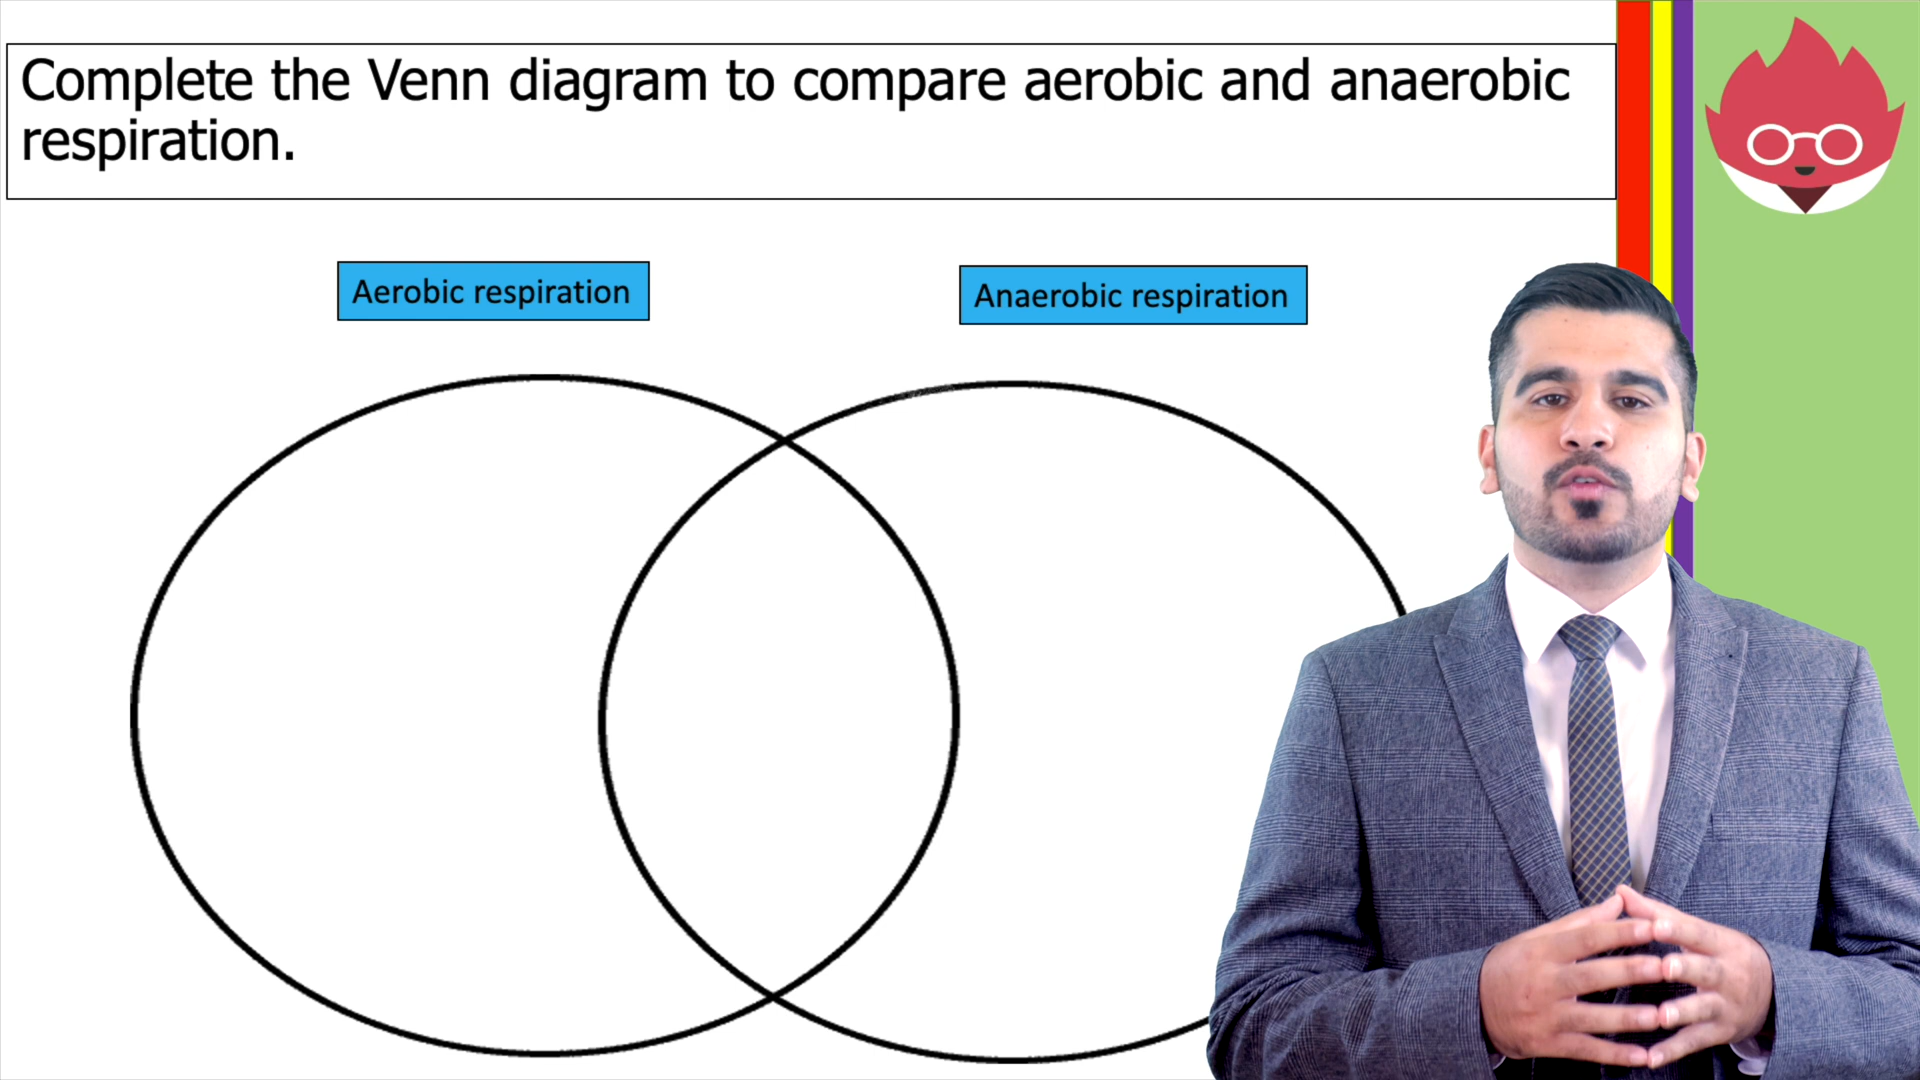 Complete the Venn diagram to compare aerobic and anaerobic
respiration.
Aerobic respiration
Anaerobic respiration